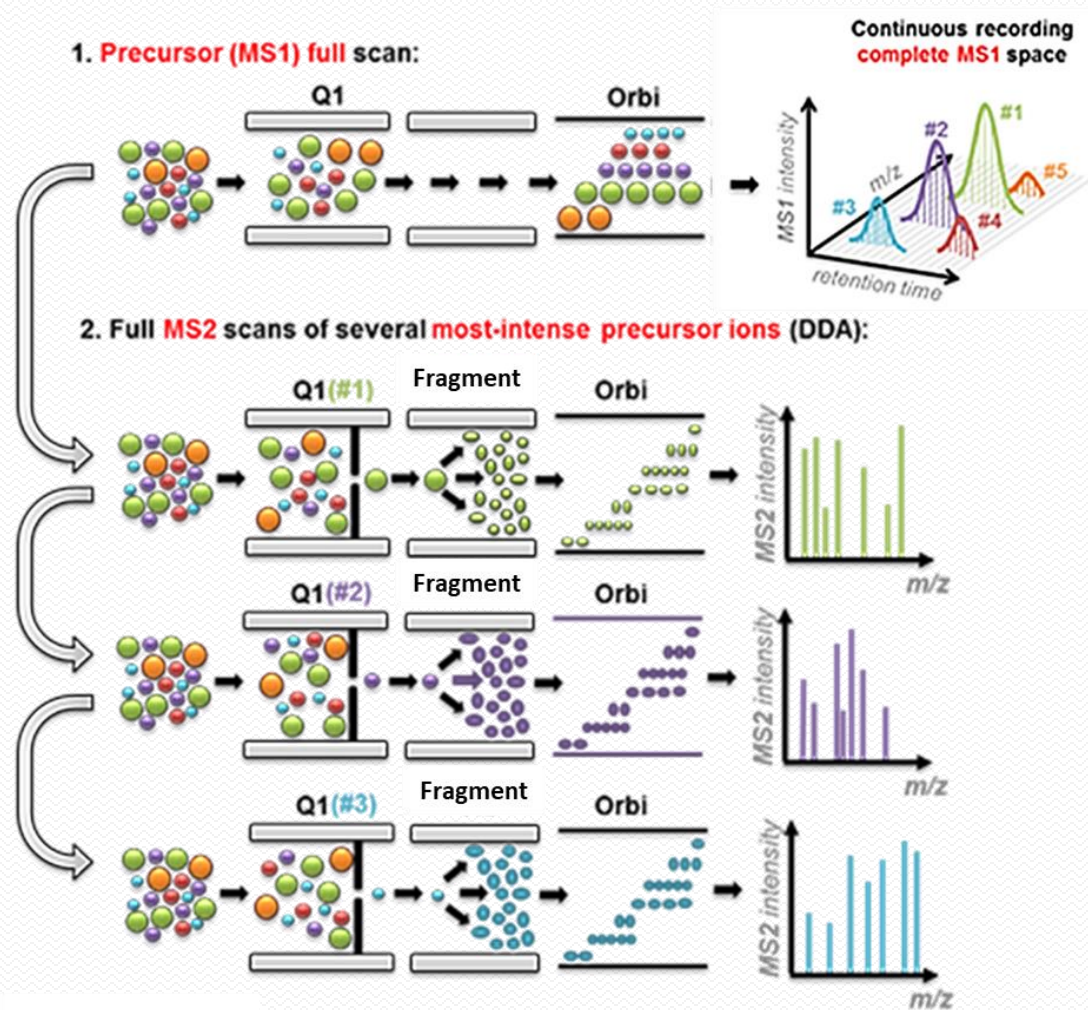 Continuous recording
complete MS1 space
1. Precursor (MS1) full scan:
Q1
Orbi
MS1 intensity
m/z
retention time
#1
#2
#3
#4
#5
2. Full MS2 scans of several most-intense precursor ions (DDA):
Q1(#1)
Fragment
Orbi
MS2 intensity
m/z
Q1(#2)
Fragment
Orbi
MS2 intensity
m/z
Q1(#3)
Fragment
Orbi
MS2 intensity
m/z